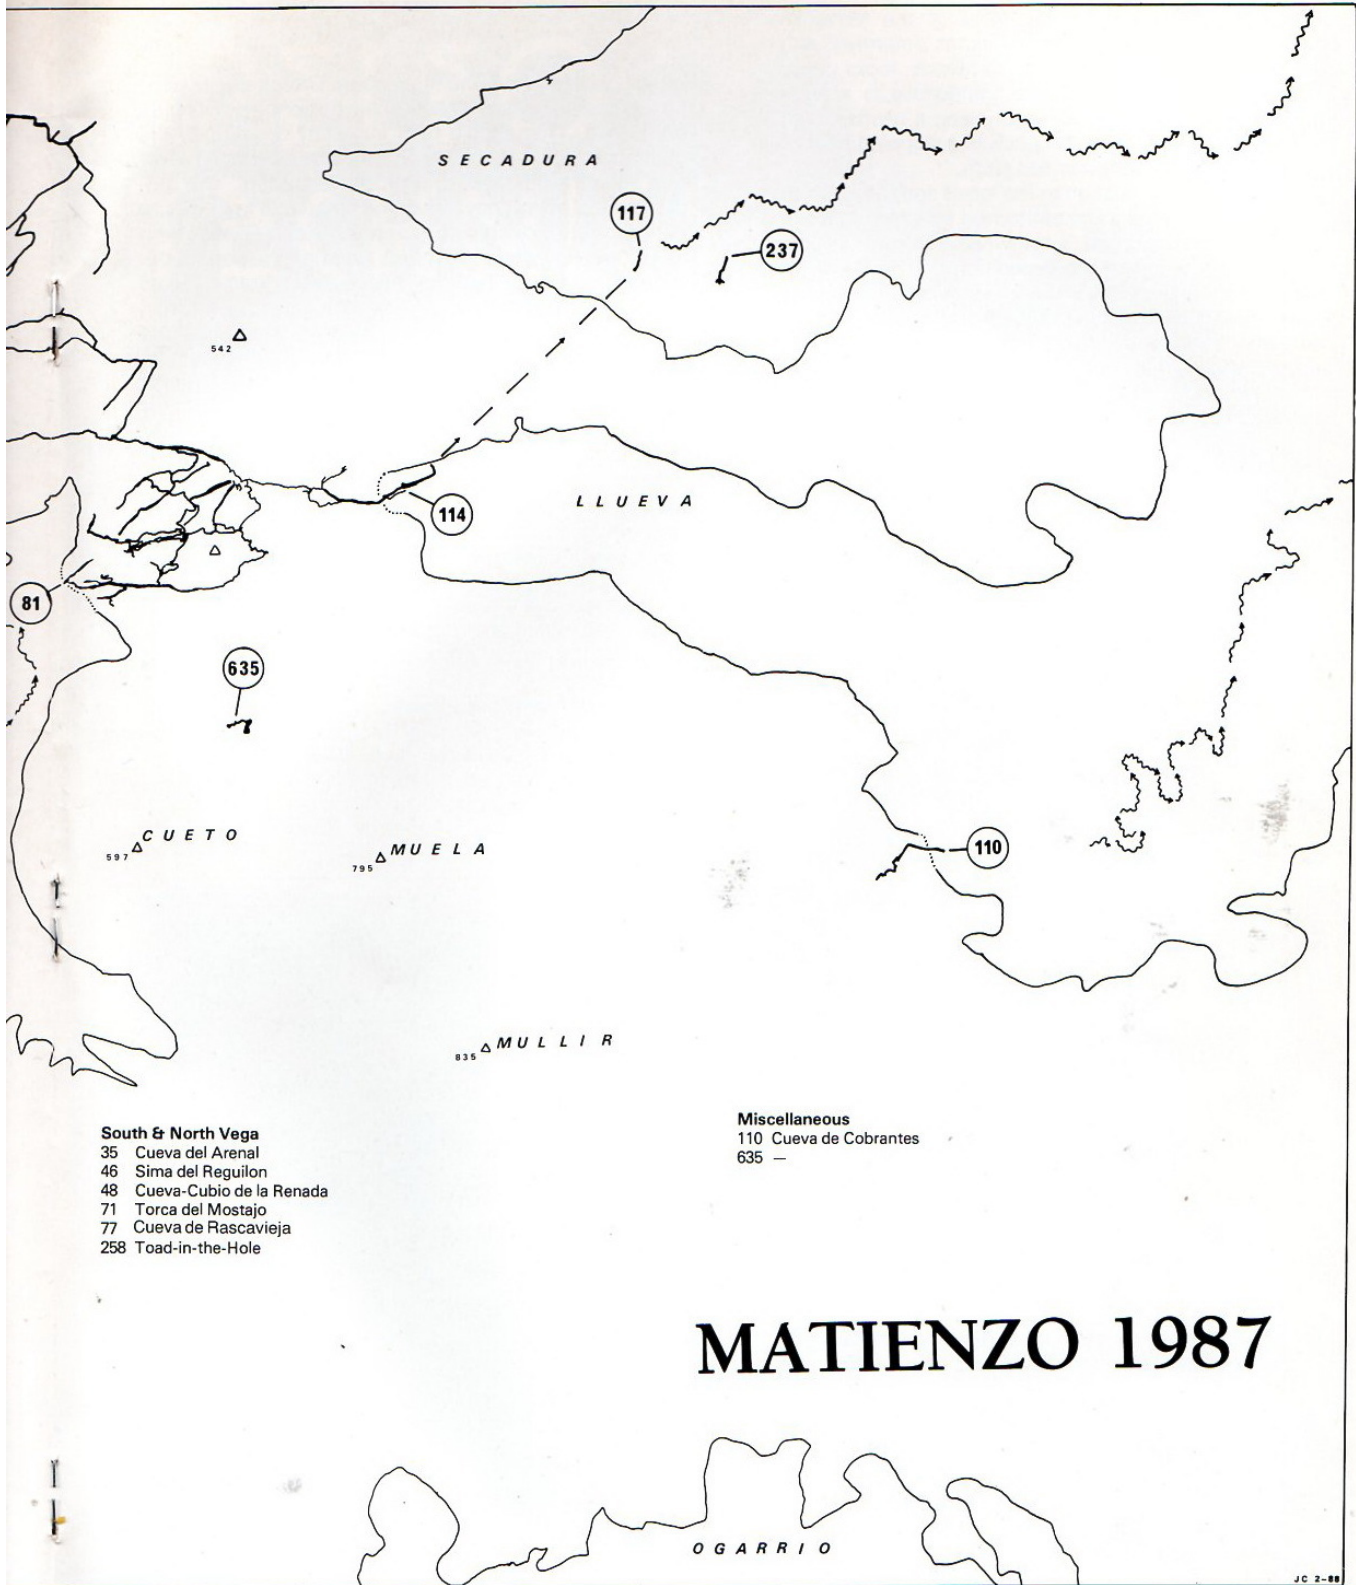 SECADURA
117
237
542
LLUEVA
114
81
635
CUETO
597
MUELA
795
110
MULLIR
835
South & North Vega
35 Cueva del Arenal
46 Sima del Reguilon
48 Cueva-Cubio de la Renada
71 Torca del Mostajo
77 Cueva de Rascavieja
258 Toad-in-the-Hole
Miscellaneous
110 Cueva de Cobrantes
635 —
MATIENZO 1987
OGARRIO
JC 2-88